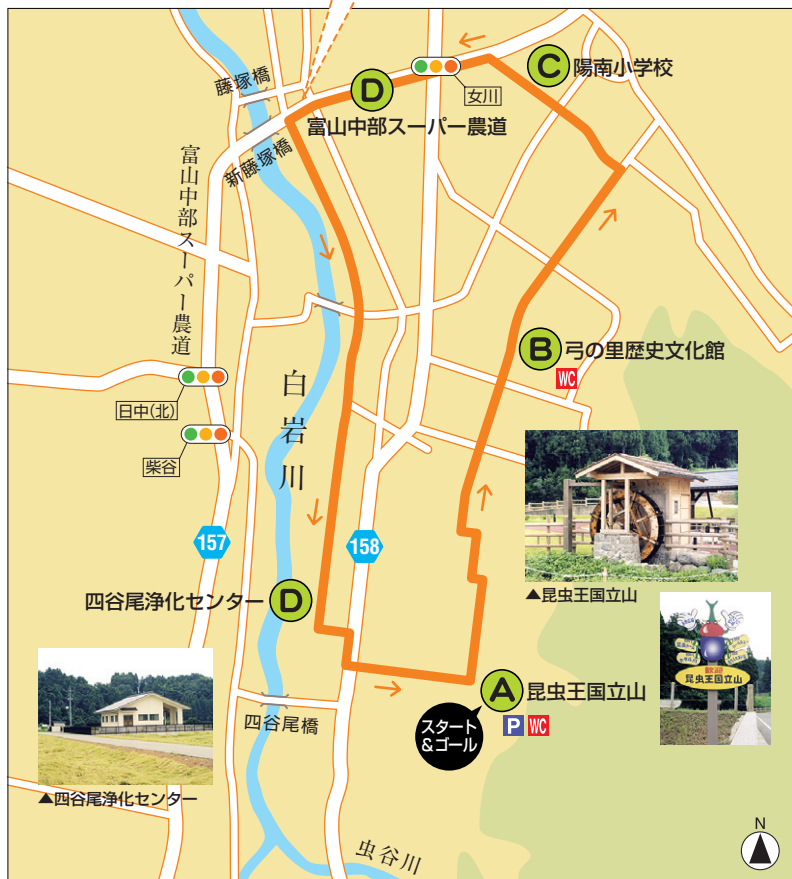 藤塚橋
新藤塚橋
D
富山中部スーパー農道
女川
C 陽南小学校
富山中部スーパー農道
日中(北)
柴谷
白岩川
B 弓の里歴史文化館
WC
157
158
▲昆虫王国立山
歓迎
昆虫王国立山
四谷尾浄化センター D
A 昆虫王国立山
P WC
スタート
&ゴール
四谷尾橋
▲四谷尾浄化センター
虫谷川
N